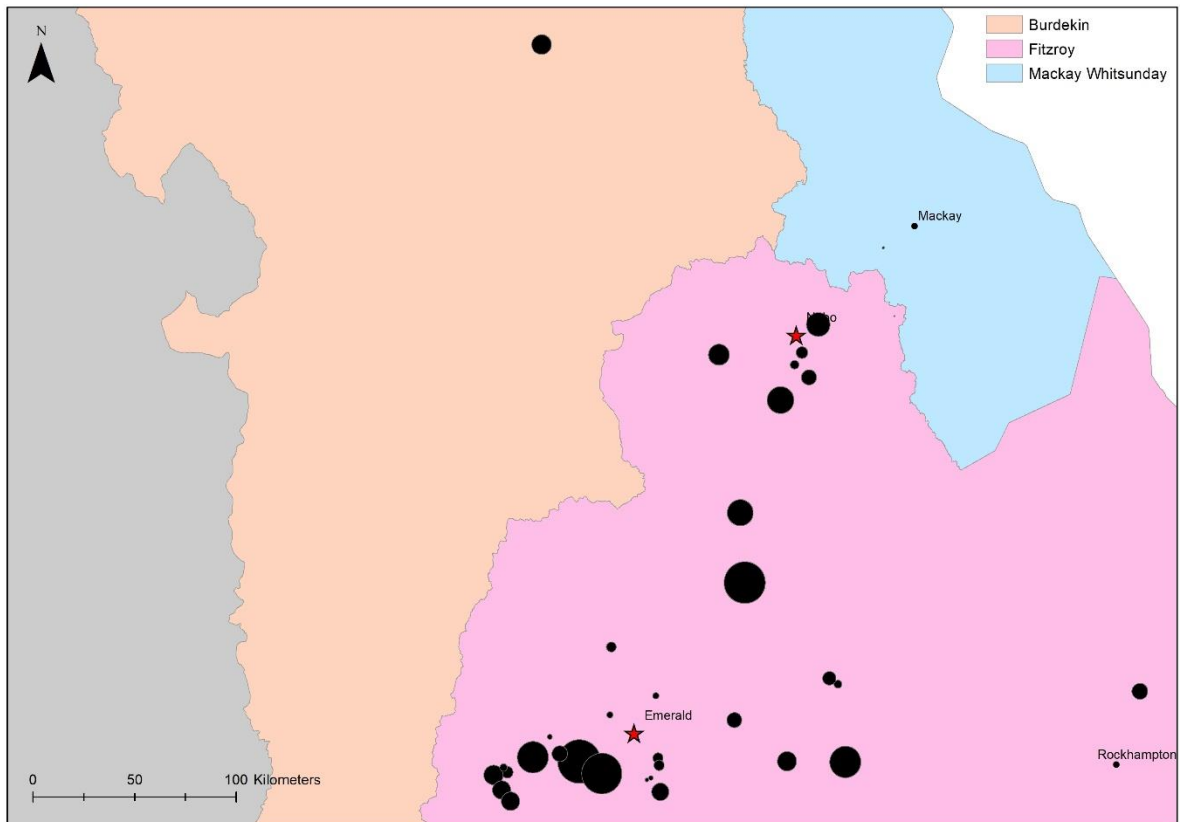 N
Burdekin
Fitzroy
Mackay Whitsunday
Mackay
Emerald
Rockhampton
0 50 100 Kilometers